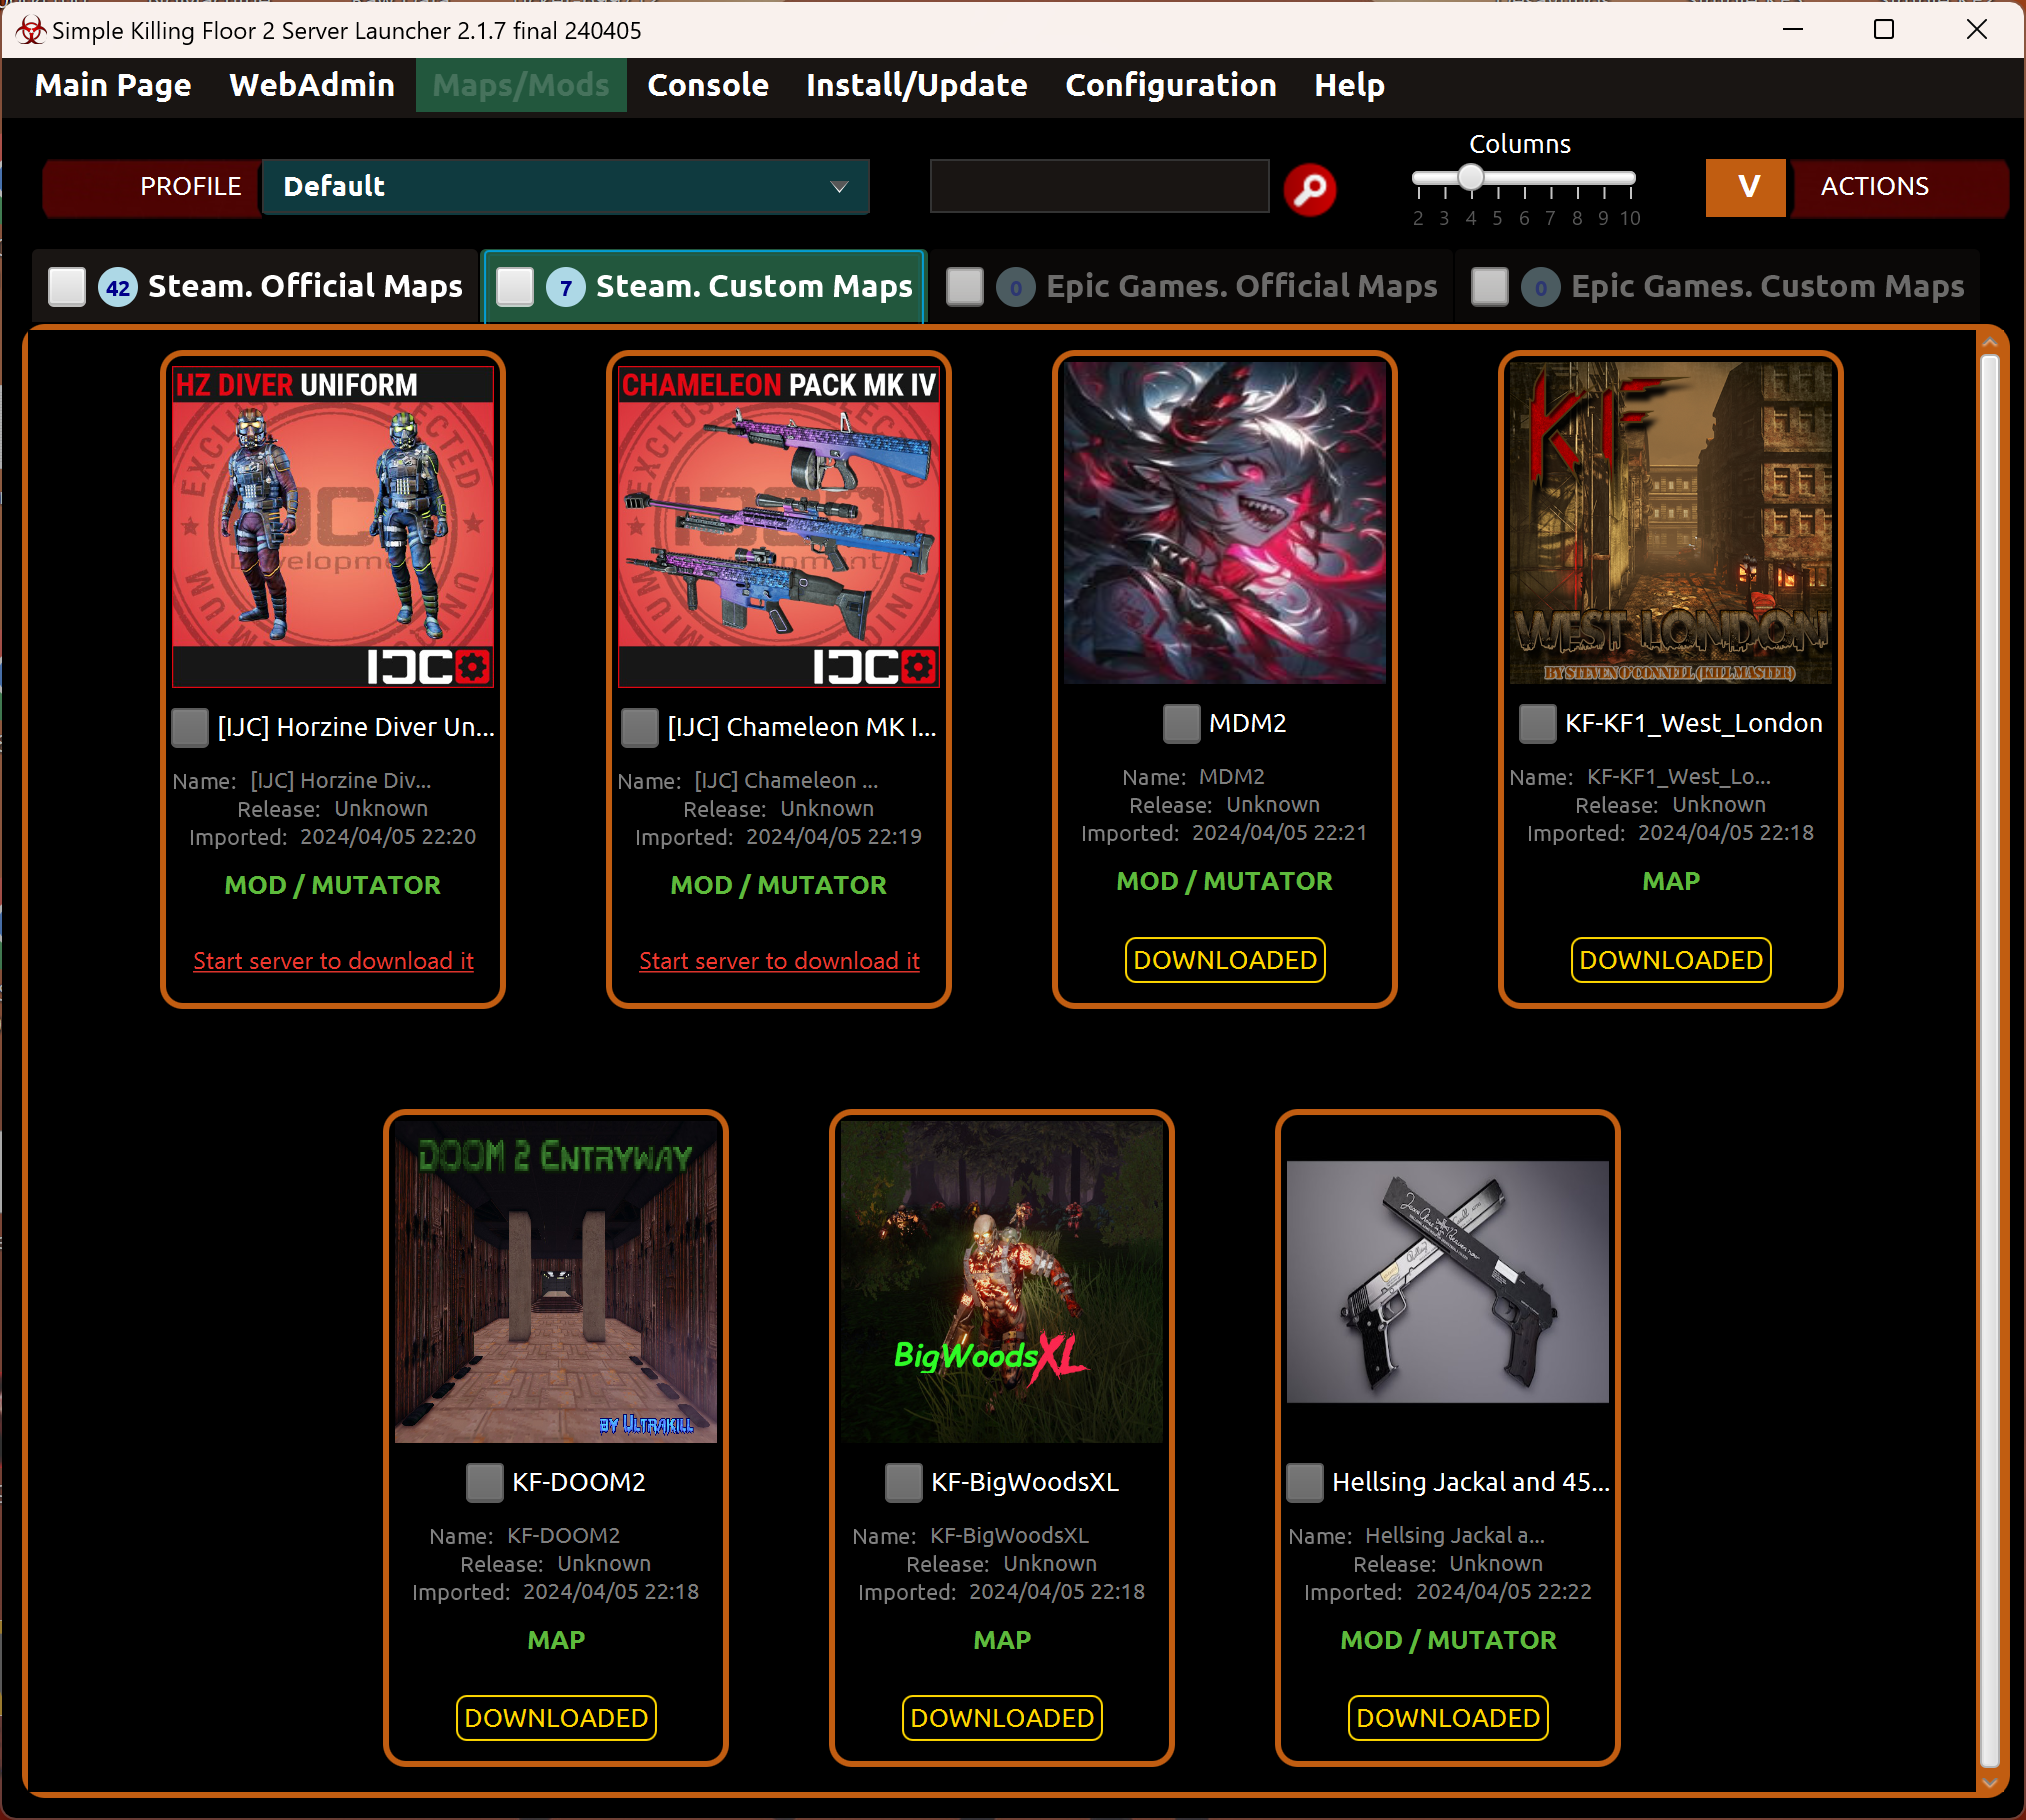 Simple Killing Floor 2 Server Launcher 2.1.7 final 240405
Main Page WebAdmin Maps/Mods Console Install/Update Configuration Help
Columns
PROFILE Default V ACTIONS
2 3 4 5 6 7 8 9 10
42 Steam. Official Maps 7 Steam. Custom Maps 0 Epic Games. Official Maps 0 Epic Games. Custom Maps
HZ DIVER UNIFORM
IJC
CHAMELEON PACK MK IV
IJC
KF
WEST LONDON
BY STEVEN O'CONNELL (KILLMASTER)
[IJC] Horzine Diver Un... [IJC] Chameleon MK I... MDM2 KF-KF1_West_London
Name: [IJC] Horzine Div... Name: [IJC] Chameleon ... Name: MDM2 Name: KF-KF1_West_Lo...
Release: Unknown Release: Unknown Release: Unknown Release: Unknown
Imported: 2024/04/05 22:20 Imported: 2024/04/05 22:19 Imported: 2024/04/05 22:21 Imported: 2024/04/05 22:18
MOD / MUTATOR MOD / MUTATOR MOD / MUTATOR MAP
Start server to download it Start server to download it DOWNLOADED DOWNLOADED
DOOM 2 ENTRYWAY
BY ULTRAKILL
BigWoodsXL
KF-DOOM2 KF-BigWoodsXL Hellsing Jackal and 45...
Name: KF-DOOM2 Name: KF-BigWoodsXL Name: Hellsing Jackal a...
Release: Unknown Release: Unknown Release: Unknown
Imported: 2024/04/05 22:18 Imported: 2024/04/05 22:18 Imported: 2024/04/05 22:22
MAP MAP MOD / MUTATOR
DOWNLOADED DOWNLOADED DOWNLOADED